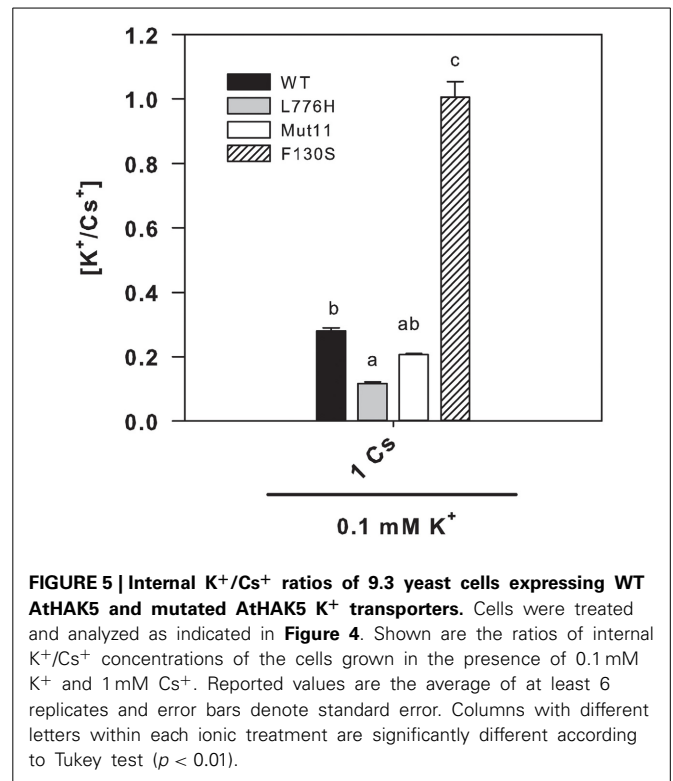 1.2
1.0
0.8
0.6
0.4
0.2
0.0
[K⁺/Cs⁺]
WT
L776H
Mut11
F130S
b
a
ab
c
1 Cs
0.1 mM K⁺
FIGURE 5 | Internal K⁺/Cs⁺ ratios of 9.3 yeast cells expressing WT
AtHAK5 and mutated AtHAK5 K⁺ transporters. Cells were treated
and analyzed as indicated in Figure 4. Shown are the ratios of internal
K⁺/Cs⁺ concentrations of the cells grown in the presence of 0.1 mM
K⁺ and 1 mM Cs⁺. Reported values are the average of at least 6
replicates and error bars denote standard error. Columns with different
letters within each ionic treatment are significantly different according
to Tukey test (p < 0.01).